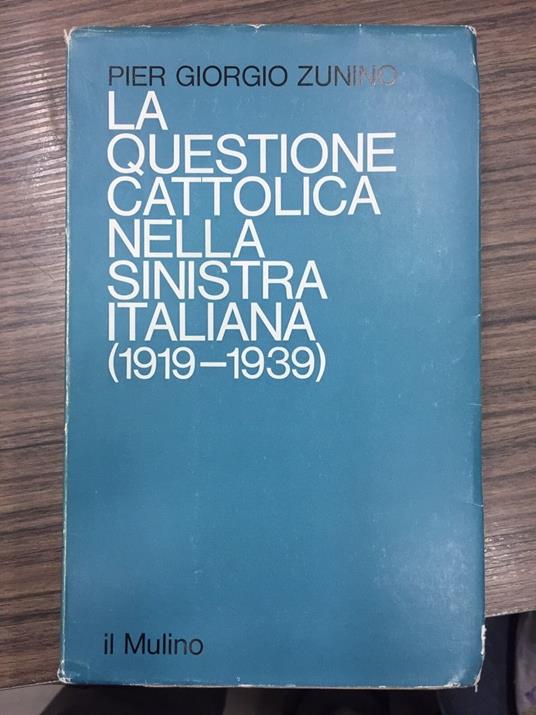 PIER GIORGIO ZUNINO
LA
QUESTIONE
CATTOLICA
NELLA
SINISTRA
ITALIANA
(1919–1939)
il Mulino